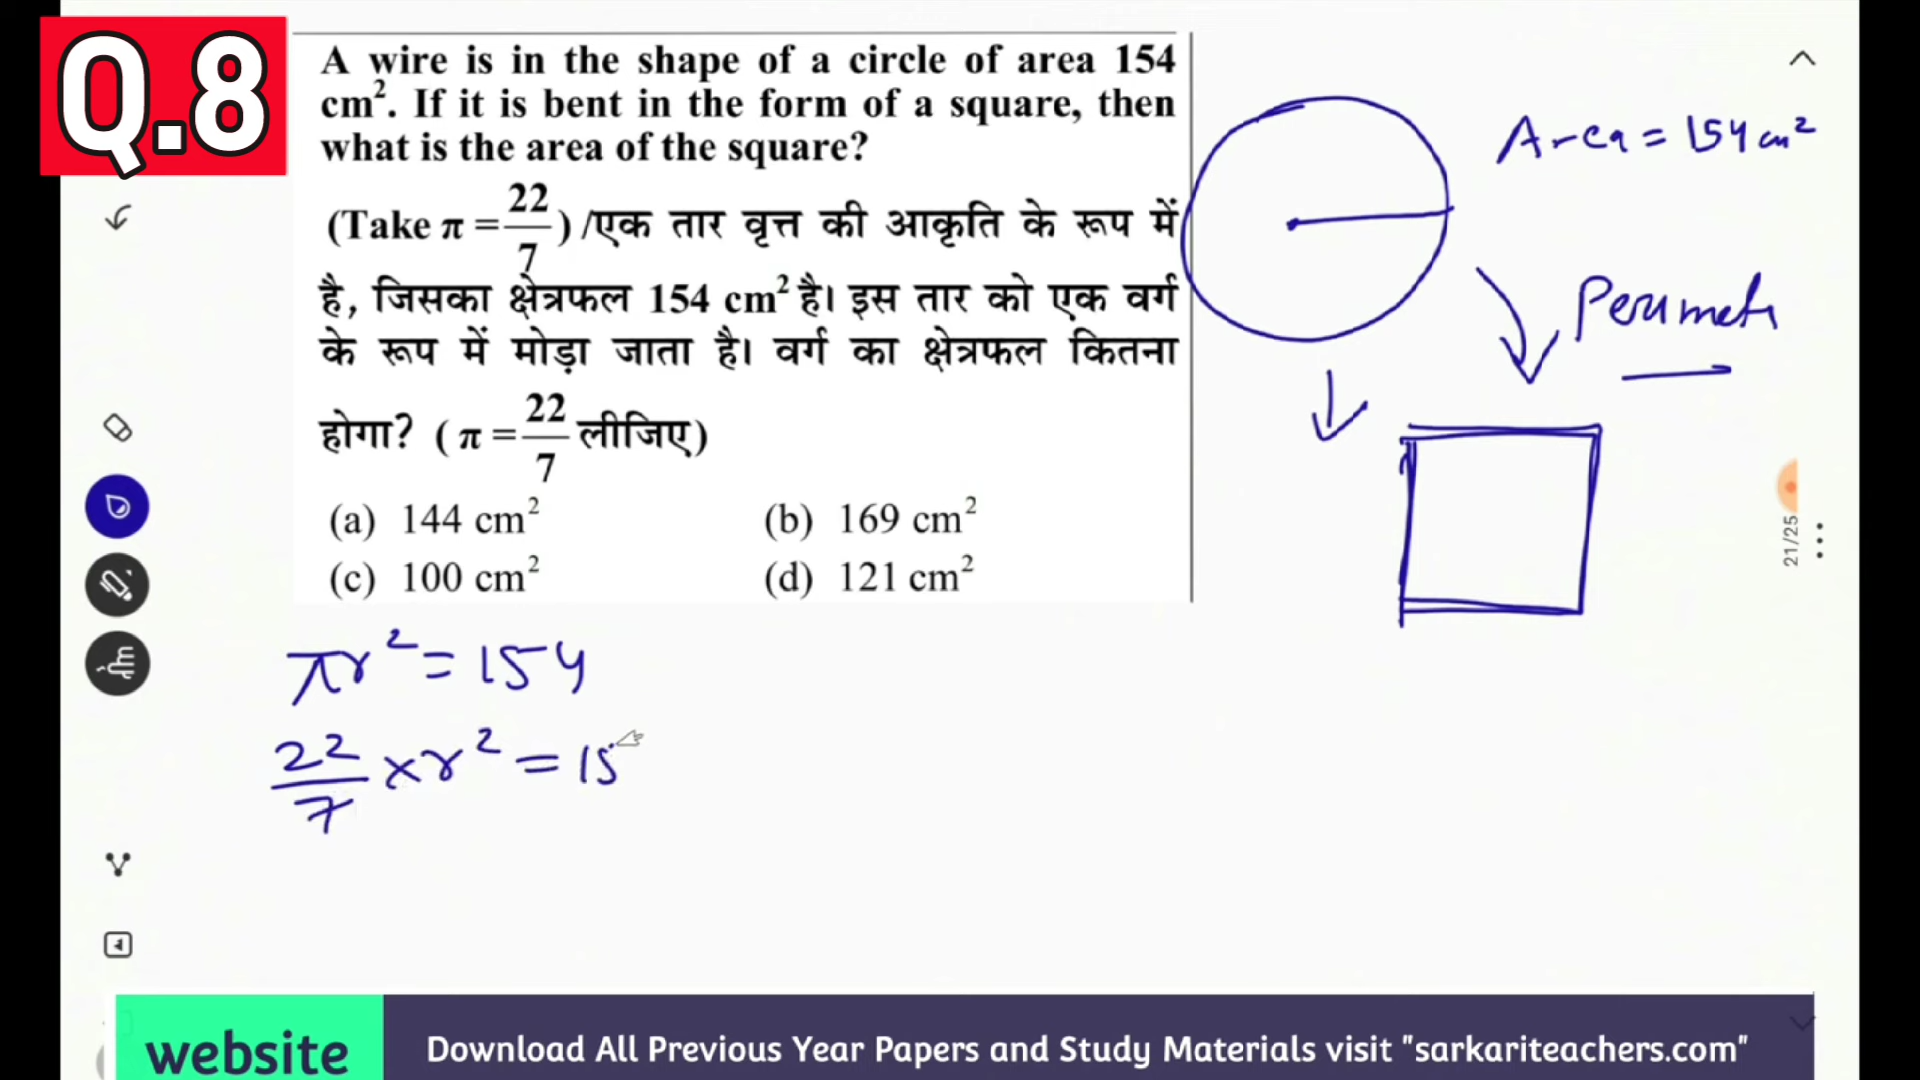 Q.8
A wire is in the shape of a circle of area 154
cm². If it is bent in the form of a square, then
what is the area of the square?
(Take π = 22/7) /एक तार वृत्त की आकृति के रूप में
है, जिसका क्षेत्रफल 154 cm² है। इस तार को एक वर्ग
के रूप में मोड़ा जाता है। वर्ग का क्षेत्रफल कितना
होगा? ( π = 22/7 लीजिए)
(a) 144 cm² (b) 169 cm²
(c) 100 cm² (d) 121 cm²
Area = 154 cm²
21/25
πr² = 154
22/7 × r² = 15
website
Download All Previous Year Papers and Study Materials visit "sarkariteachers.com"